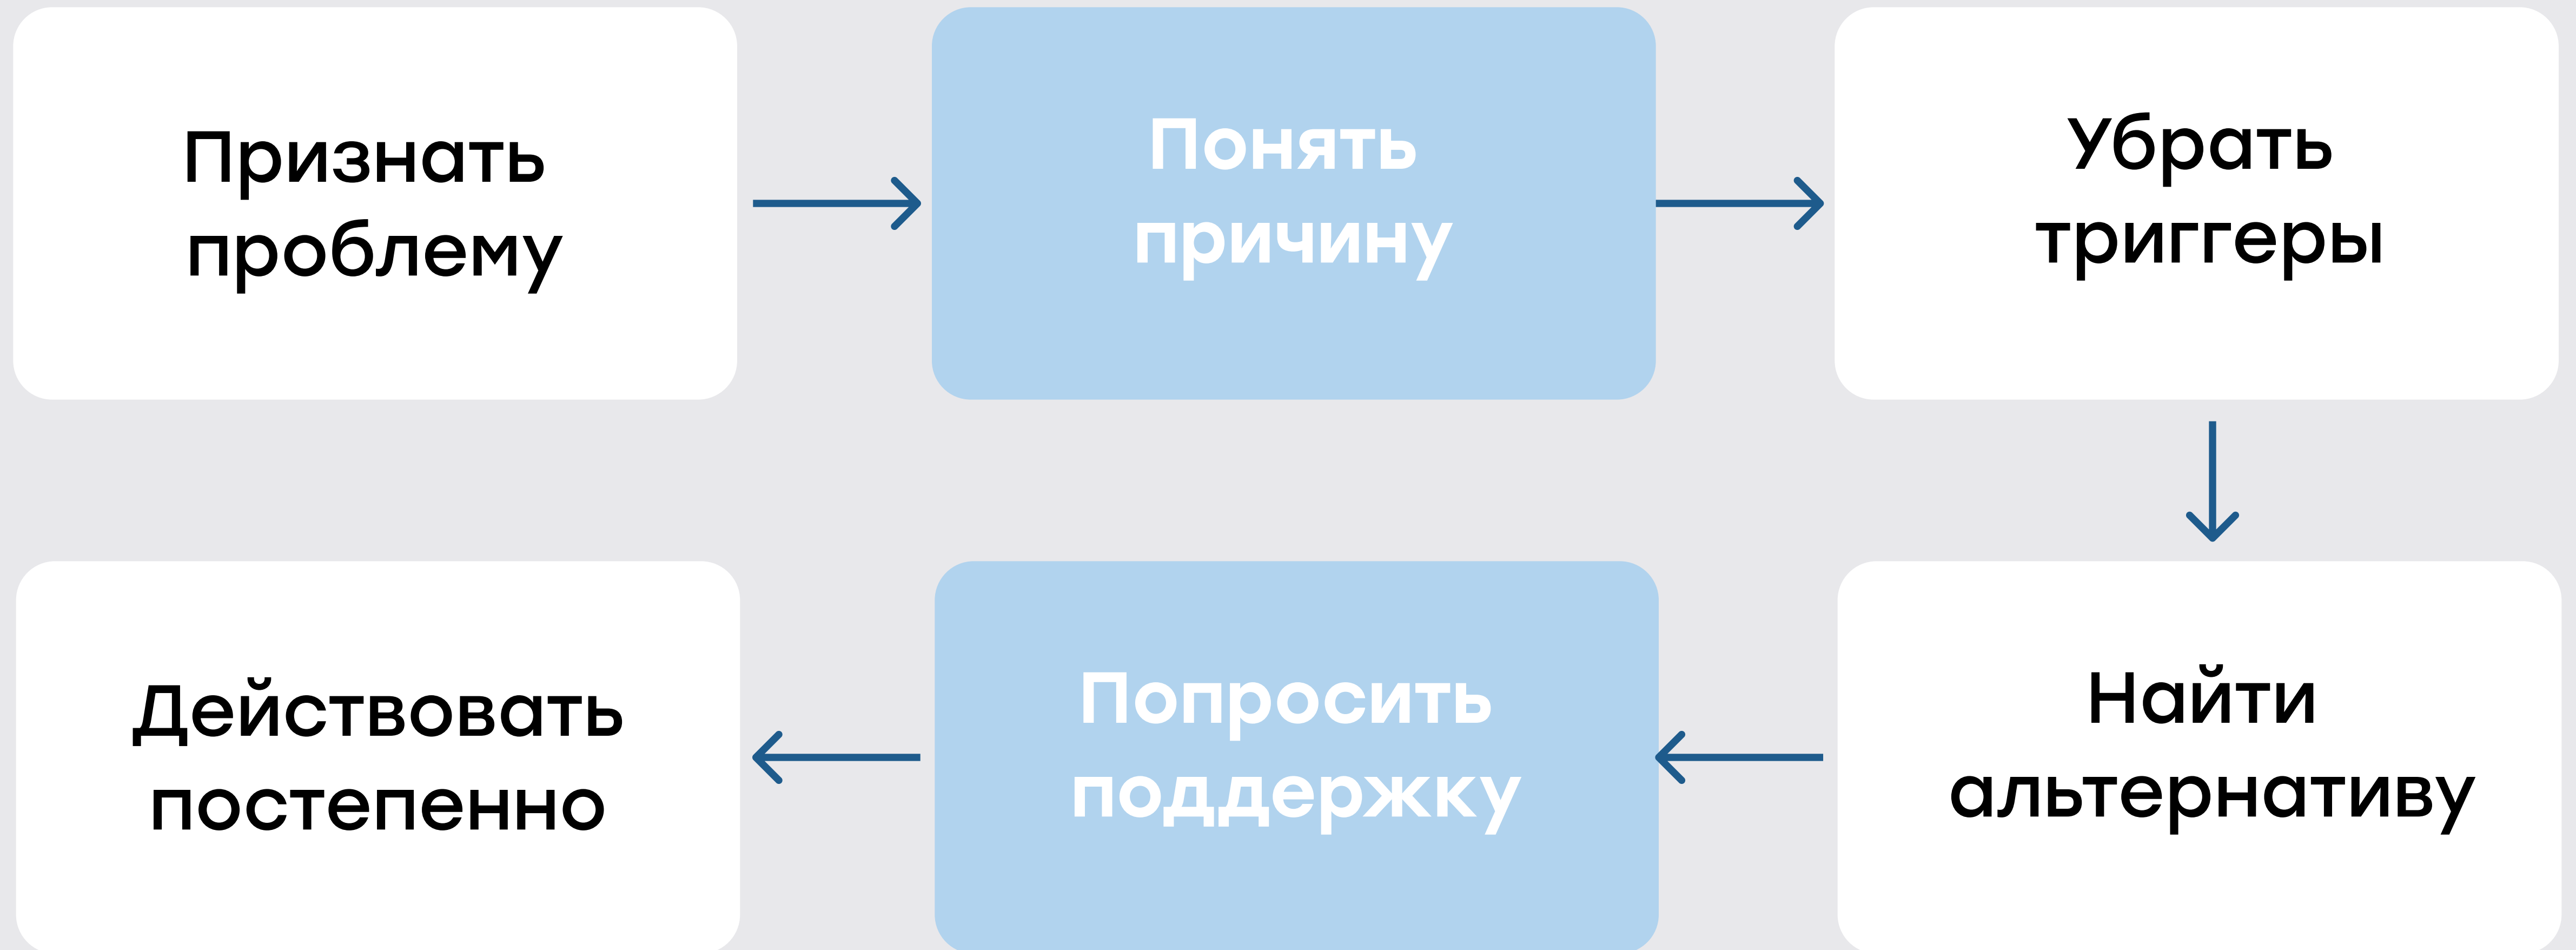 Признать
проблему
Понять
причину
Убрать
триггеры
Найти
альтернативу
Попросить
поддержку
Действовать
постепенно